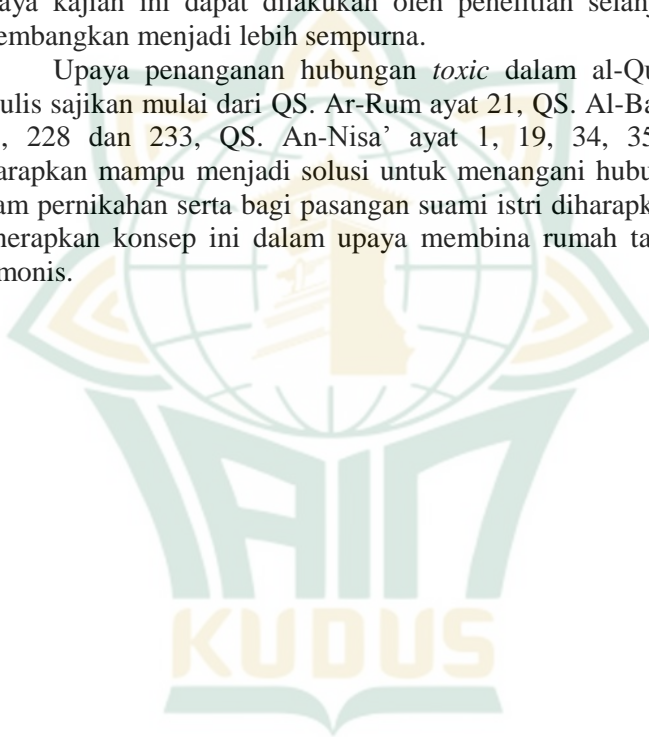 aya kajian ini dapat dilakukan oleh penelitian selanj
embangkan menjadi lebih sempurna.
Upaya penanganan hubungan toxic dalam al-Qu
ulis sajikan mulai dari QS. Ar-Rum ayat 21, QS. Al-Ba
, 228 dan 233, QS. An-Nisa’ ayat 1, 19, 34, 35
arapkan mampu menjadi solusi untuk menangani hubu
am pernikahan serta bagi pasangan suami istri diharapk
nerapkan konsep ini dalam upaya membina rumah ta
monis.
IAIN
KUDUS